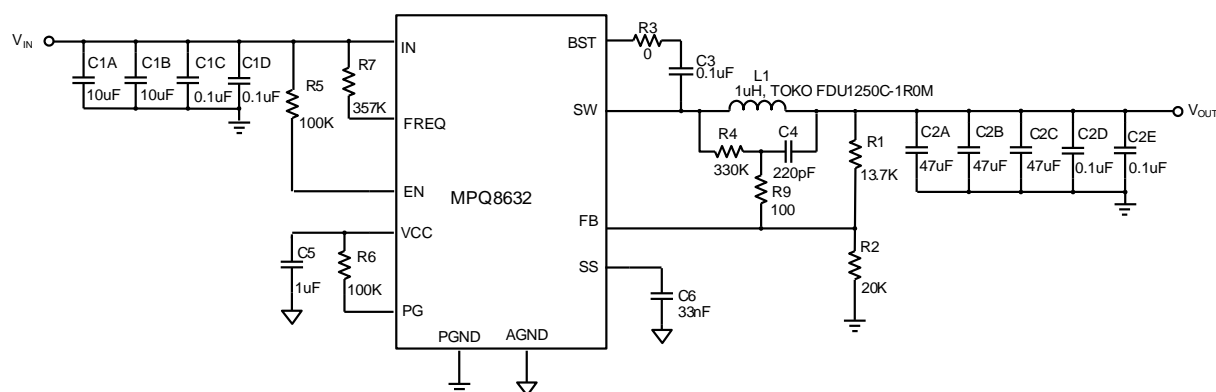 VIN
C1A
10uF
C1B
10uF
C1C
0.1uF
C1D
0.1uF
R5
100K
R7
357K
IN
FREQ
EN
VCC
PG
C5
1uF
R6
100K
MPQ8632
PGND
AGND
BST
SW
FB
SS
R3
0
C3
0.1uF
L1
1uH, TOKO FDU1250C-1R0M
R4
330K
C4
220pF
R9
100
R1
13.7K
R2
20K
C6
33nF
C2A
47uF
C2B
47uF
C2C
47uF
C2D
0.1uF
C2E
0.1uF
VOUT